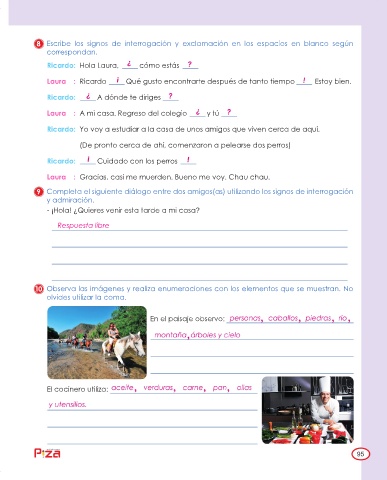 8 Escribe los signos de interrogación y exclamación en los espacios en blanco según
correspondan.
Ricardo: Hola Laura, ¿ cómo estás ?
Laura : Ricardo ¡ Qué gusto encontrarte después de tanto tiempo ! Estoy bien.
Ricardo: ¿ A dónde te diriges ?
Laura : A mi casa. Regreso del colegio ¿ y tú ?
Ricardo: Yo voy a estudiar a la casa de unos amigos que viven cerca de aquí.
(De pronto cerca de ahí, comenzaron a pelearse dos perros)
Ricardo: ¡ Cuidado con los perros !
Laura : Gracias, casi me muerden. Bueno me voy. Chau chau.
9 Completa el siguiente diálogo entre dos amigos(as) utilizando los signos de interrogación
y admiración.
- ¡Hola! ¿Quieres venir esta tarde a mi casa?
Respuesta libre
10 Observa las imágenes y realiza enumeraciones con los elementos que se muestran. No
olvides utilizar la coma.
En el paisaje observo: personas, caballos, piedras, río,
montaña, árboles y cielo
El cocinero utiliza: aceite, verduras, carne, pan, ollas
y utensilios.
Piza
95